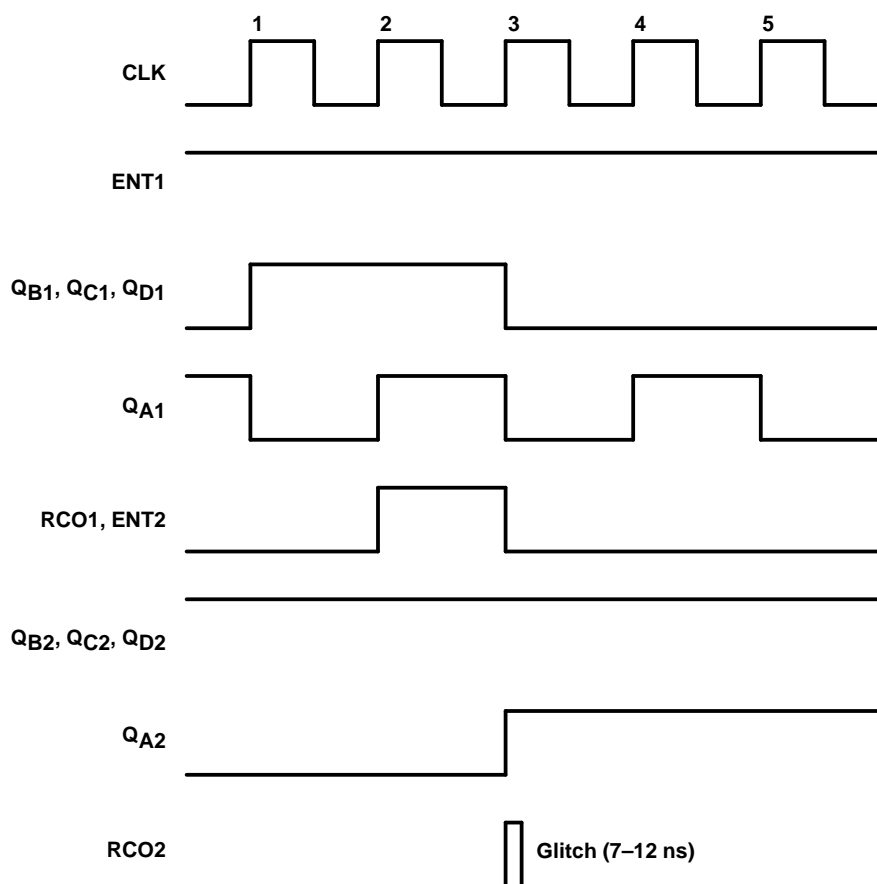 1 2 3 4 5
CLK
ENT1
QB1, QC1, QD1
QA1
RCO1, ENT2
QB2, QC2, QD2
QA2
RCO2 Glitch (7–12 ns)